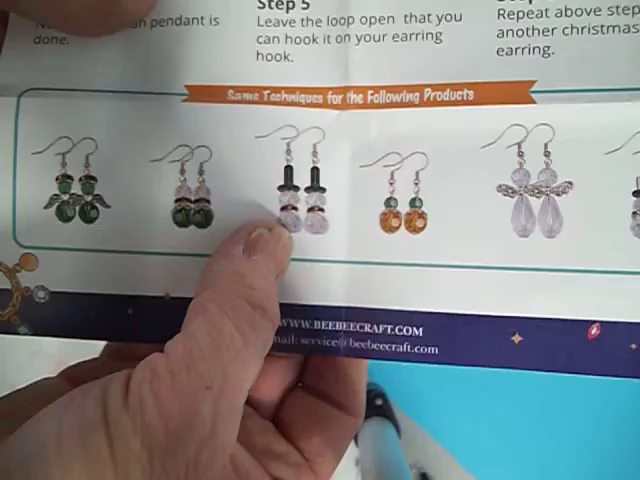 pendant is
done.
Step 5
Leave the loop open that you
can hook it on your earring
hook.
Repeat above step
another christmas
earring.
Same Techniques for the Following Products
WWW.BEEBEECRAFT.COM
mail: service@beebeecraft.com